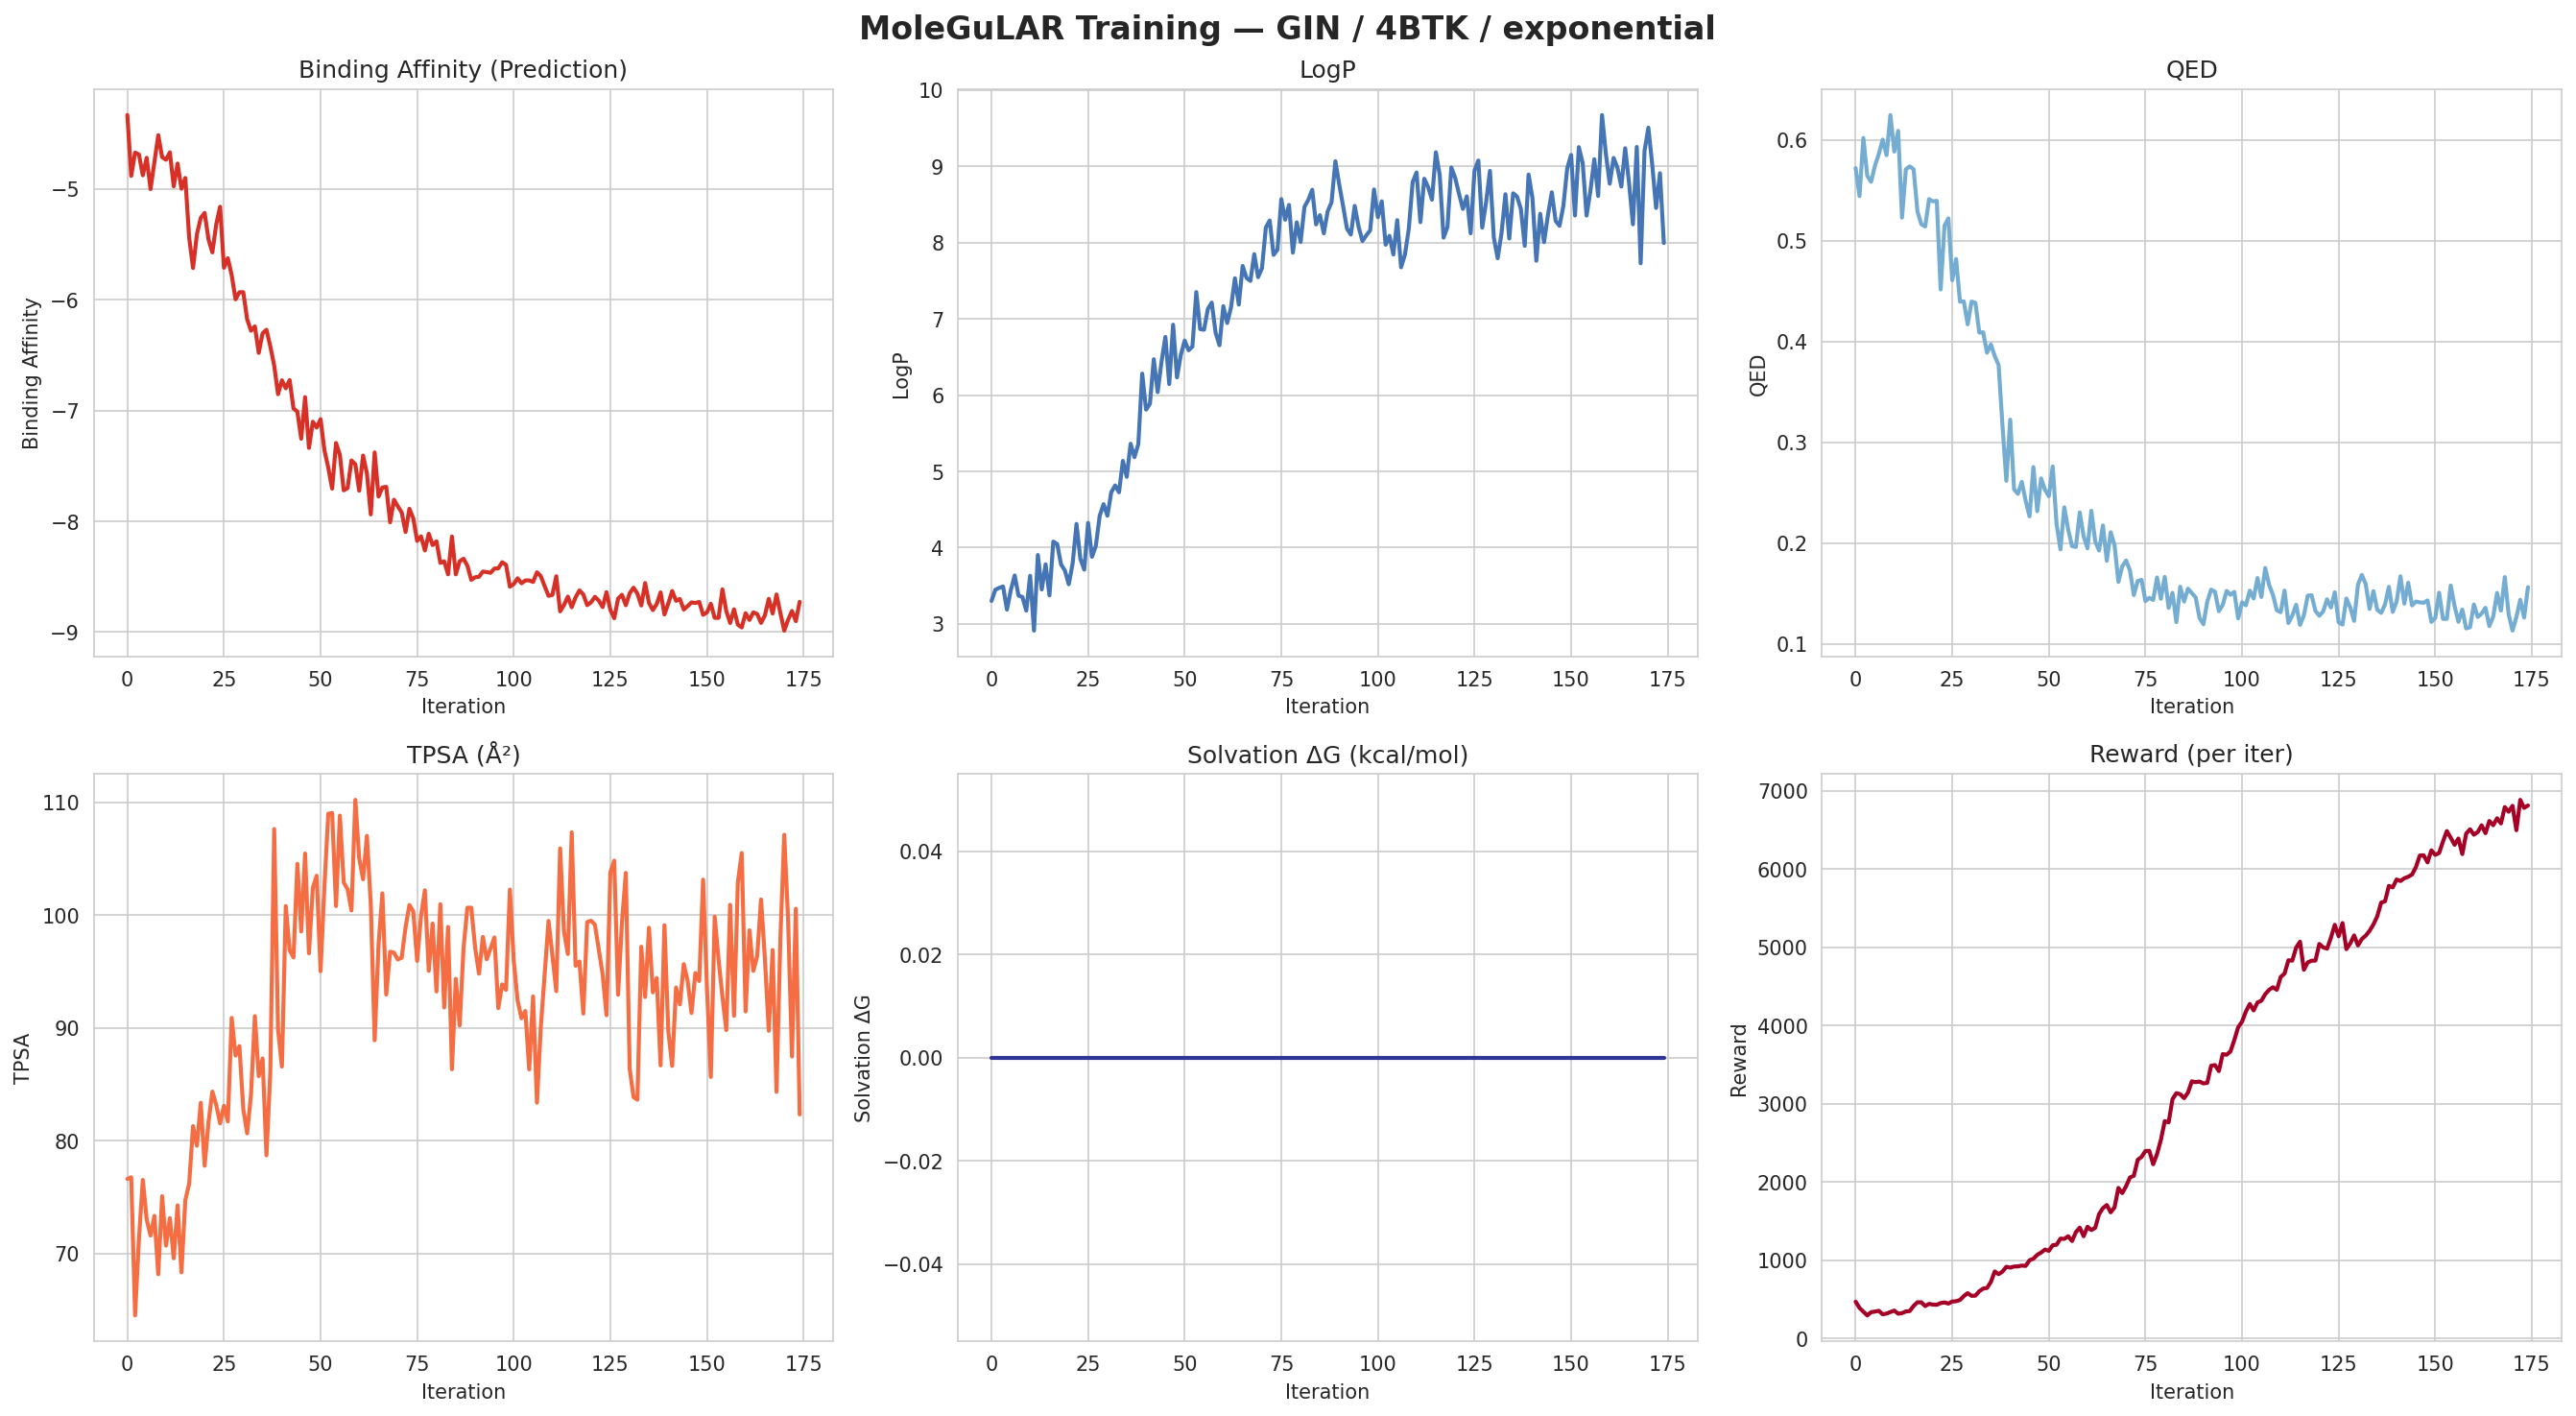 MoleGuLAR Training — GIN / 4BTK / exponential
Binding Affinity (Prediction)
Binding Affinity
−5
−6
−7
−8
−9
0 25 50 75 100 125 150 175
Iteration
LogP
LogP
10
9
8
7
6
5
4
3
0 25 50 75 100 125 150 175
Iteration
QED
QED
0.6
0.5
0.4
0.3
0.2
0.1
0 25 50 75 100 125 150 175
Iteration
TPSA (Å²)
TPSA
110
100
90
80
70
0 25 50 75 100 125 150 175
Iteration
Solvation ΔG (kcal/mol)
Solvation ΔG
0.04
0.02
0.00
−0.02
−0.04
0 25 50 75 100 125 150 175
Iteration
Reward (per iter)
Reward
7000
6000
5000
4000
3000
2000
1000
0
0 25 50 75 100 125 150 175
Iteration